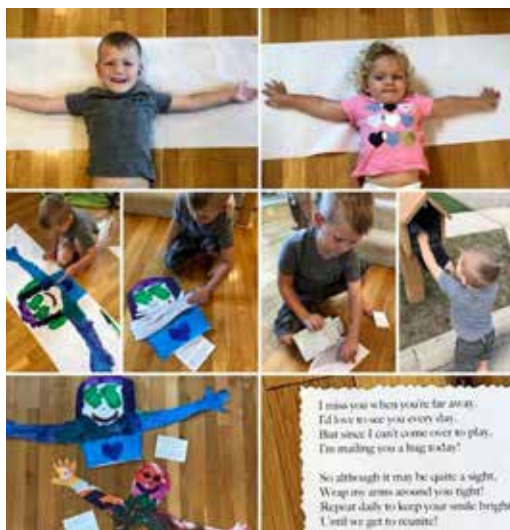 I miss you when you're far away.
I'd love to see you every day.
But since I can't come over to play,
I'm mailing you a hug today!
So although it may be quite a sight,
Wrap my arms around you tight!
Repeat daily to keep your smile bright
Until we get to reunite!